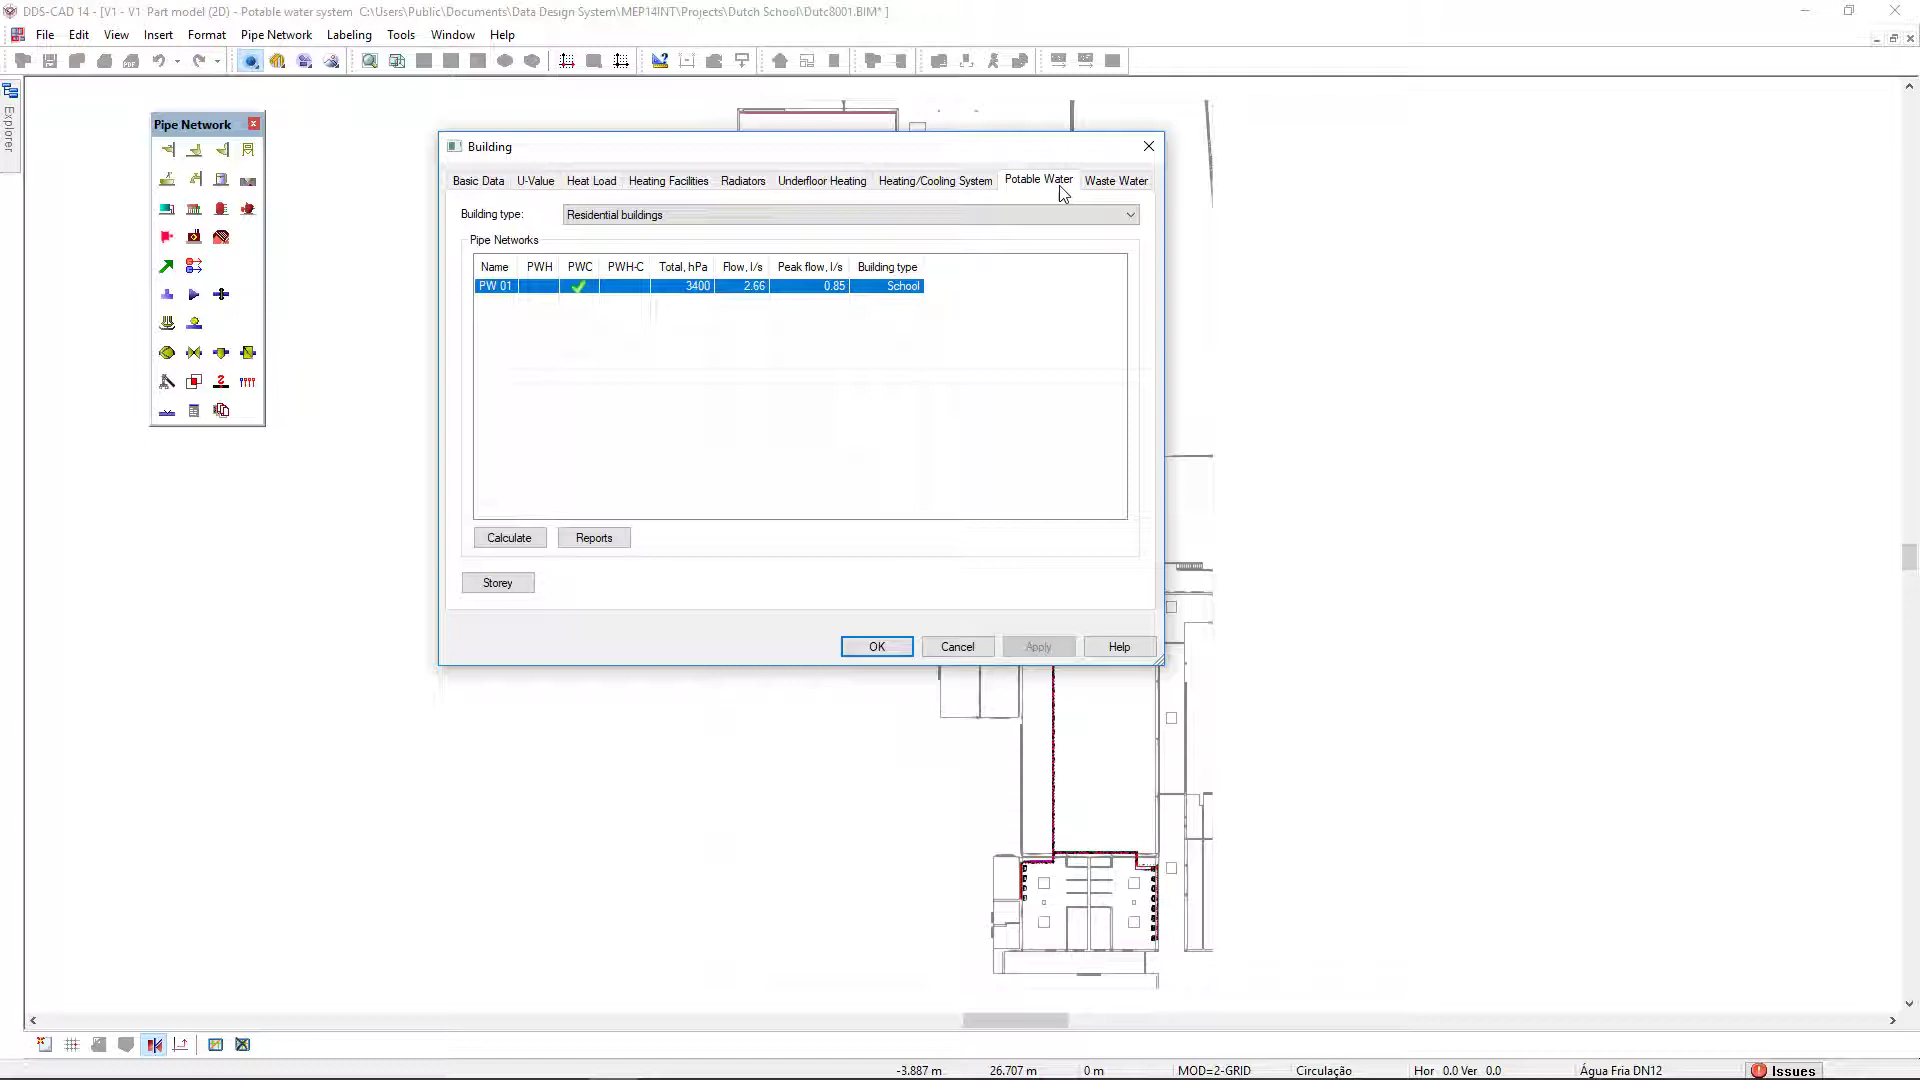 DDS-CAD 14 - [V1 - V1 Part model (2D) - Potable water system C:\Users\Public\Documents\Data Design System\MEP14INT\Projects\Dutch School\Dutc8001.BIM* ]
File Edit View Insert Format Pipe Network Labeling Tools Window Help
Explorer
Pipe Network
Building
Basic Data U-Value Heat Load Heating Facilities Radiators Underfloor Heating Heating/Cooling System Potable Water Waste Water
Building type: Residential buildings
Pipe Networks
Name PWH PWC PWH-C Total, hPa Flow, l/s Peak flow, l/s Building type
PW 01 3400 2.66 0.85 School
Calculate Reports
Storey
OK Cancel Apply Help
-3.887 m 26.707 m 0 m MOD=2-GRID Circulação Hor 0.0 Ver 0.0 Água Fria DN12 Issues